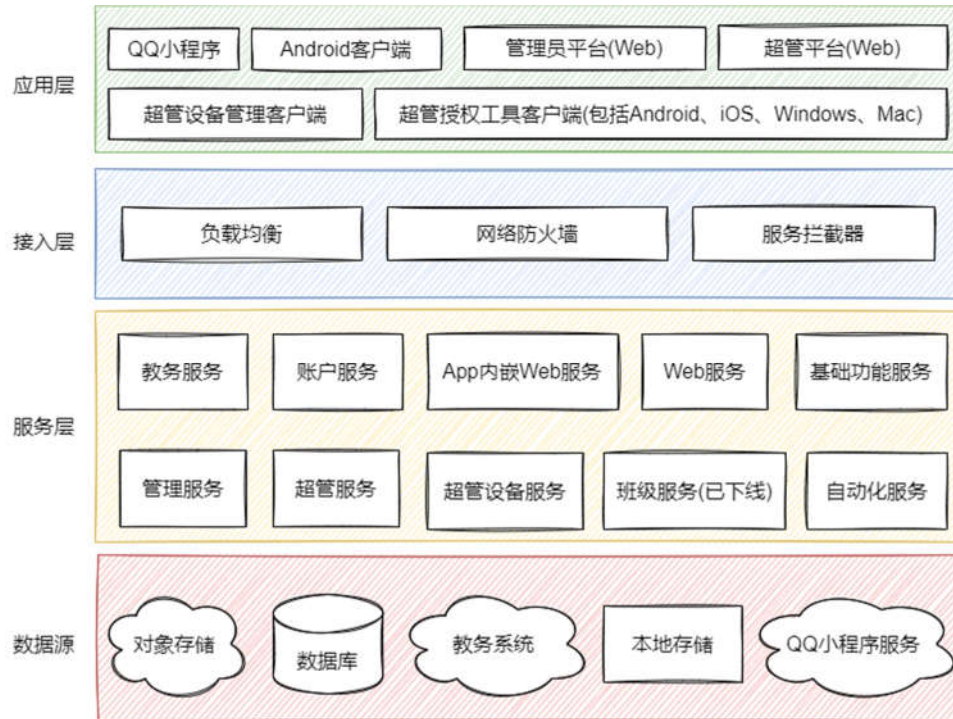 应用层
QQ小程序
Android客户端
管理员平台(Web)
超管平台(Web)
超管设备管理客户端
超管授权工具客户端(包括Android、iOS、Windows、Mac)
接入层
负载均衡
网络防火墙
服务拦截器
服务层
教务服务
账户服务
App内嵌Web服务
Web服务
基础功能服务
管理服务
超管服务
超管设备服务
班级服务(已下线)
自动化服务
数据源
对象存储
数据库
教务系统
本地存储
QQ小程序服务